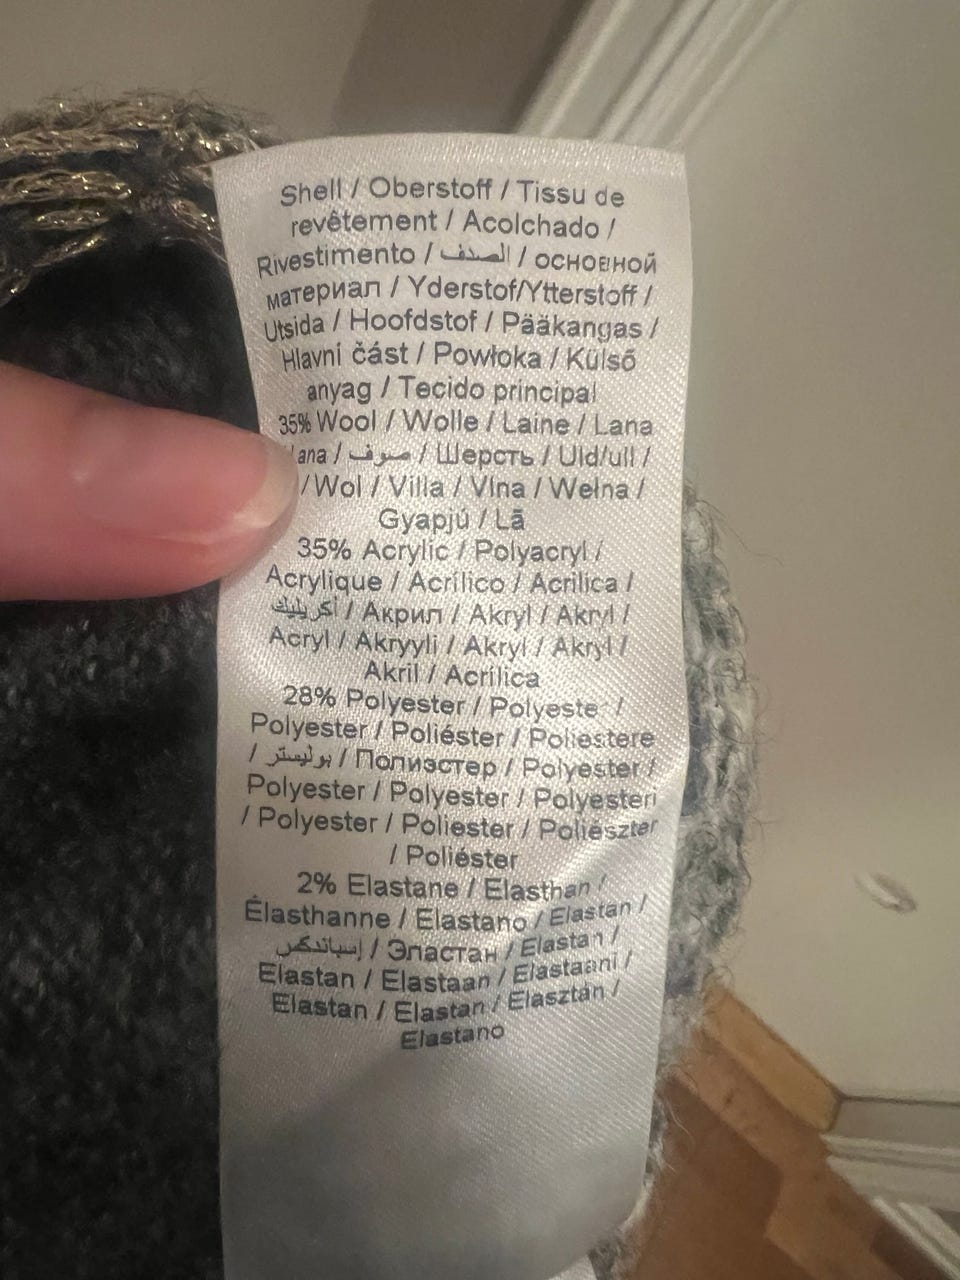 Shell / Oberstoff / Tissu de
revêtement / Acolchado /
Rivestimento / الصدف / основной
материал / Yderstof/Ytterstoff /
Utsida / Hoofdstof / Pääkangas /
Hlavní část / Powłoka / Külső
anyag / Tecido principal
35% Wool / Wolle / Laine / Lana
/ صوف / Шерсть / Uld/ull /
/ Wol / Villa / Vlna / Wełna /
Gyapjú / Lã
35% Acrylic / Polyacryl /
Acrylique / Acrílico / Acrilica /
أكريليك / Акрил / Akryl / Akryl /
Acryl / Akryyli / Akryl / Akryl /
Akril / Acrílica
28% Polyester / Polyester /
Polyester / Poliéster / Poliestere
/ بوليستر / Полиэстер / Polyester /
Polyester / Polyester / Polyesteri
/ Polyester / Poliester / Poliészter
/ Poliéster
2% Elastane / Elasthan /
Élasthanne / Elastano / Elastan /
إسباندكس / Эластан / Elastan /
Elastan / Elastaan / Elastaani /
Elastan / Elastan / Elasztán /
Elastano